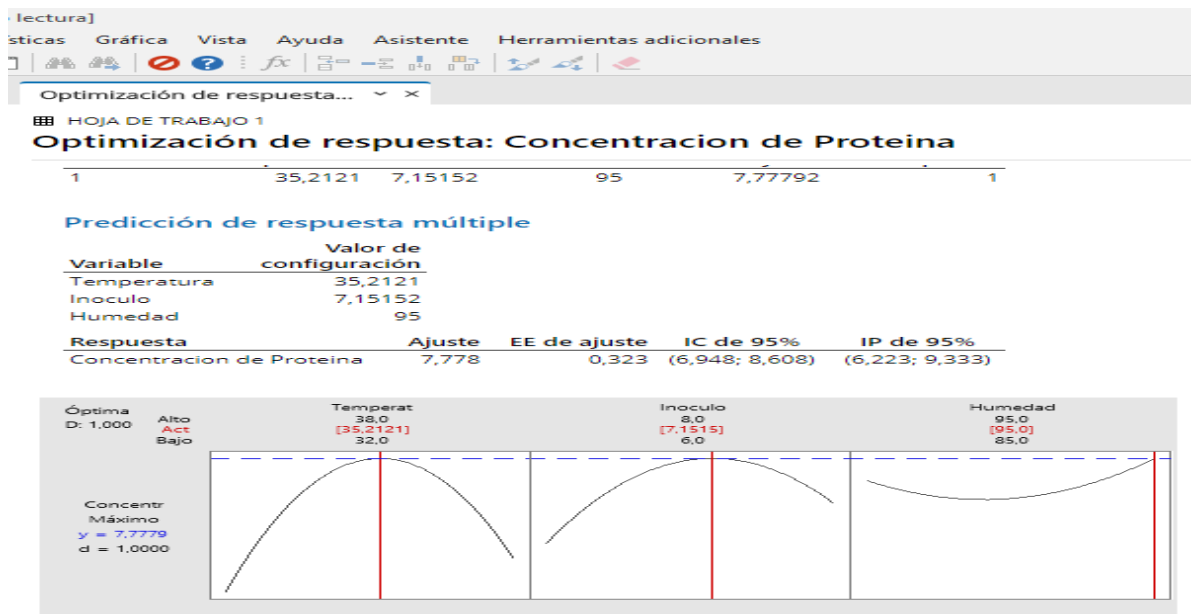 lectura]
sticas Gráfica Vista Ayuda Asistente Herramientas adicionales
fx
Optimización de respuesta...
HOJA DE TRABAJO 1
Optimización de respuesta: Concentracion de Proteina
1 35,2121 7,15152 95 7,77792 1
Predicción de respuesta múltiple
Valor de
Variable configuración
Temperatura 35,2121
Inoculo 7,15152
Humedad 95
Respuesta Ajuste EE de ajuste IC de 95% IP de 95%
Concentracion de Proteina 7,778 0,323 (6,948; 8,608) (6,223; 9,333)
Óptima Temperat Inoculo Humedad
D: 1,000 Alto 38,0 8,0 95,0
Act [35,2121] [7,1515] [95,0]
Bajo 32,0 6,0 85,0
Concentr
Máximo
y = 7,7779
d = 1,0000